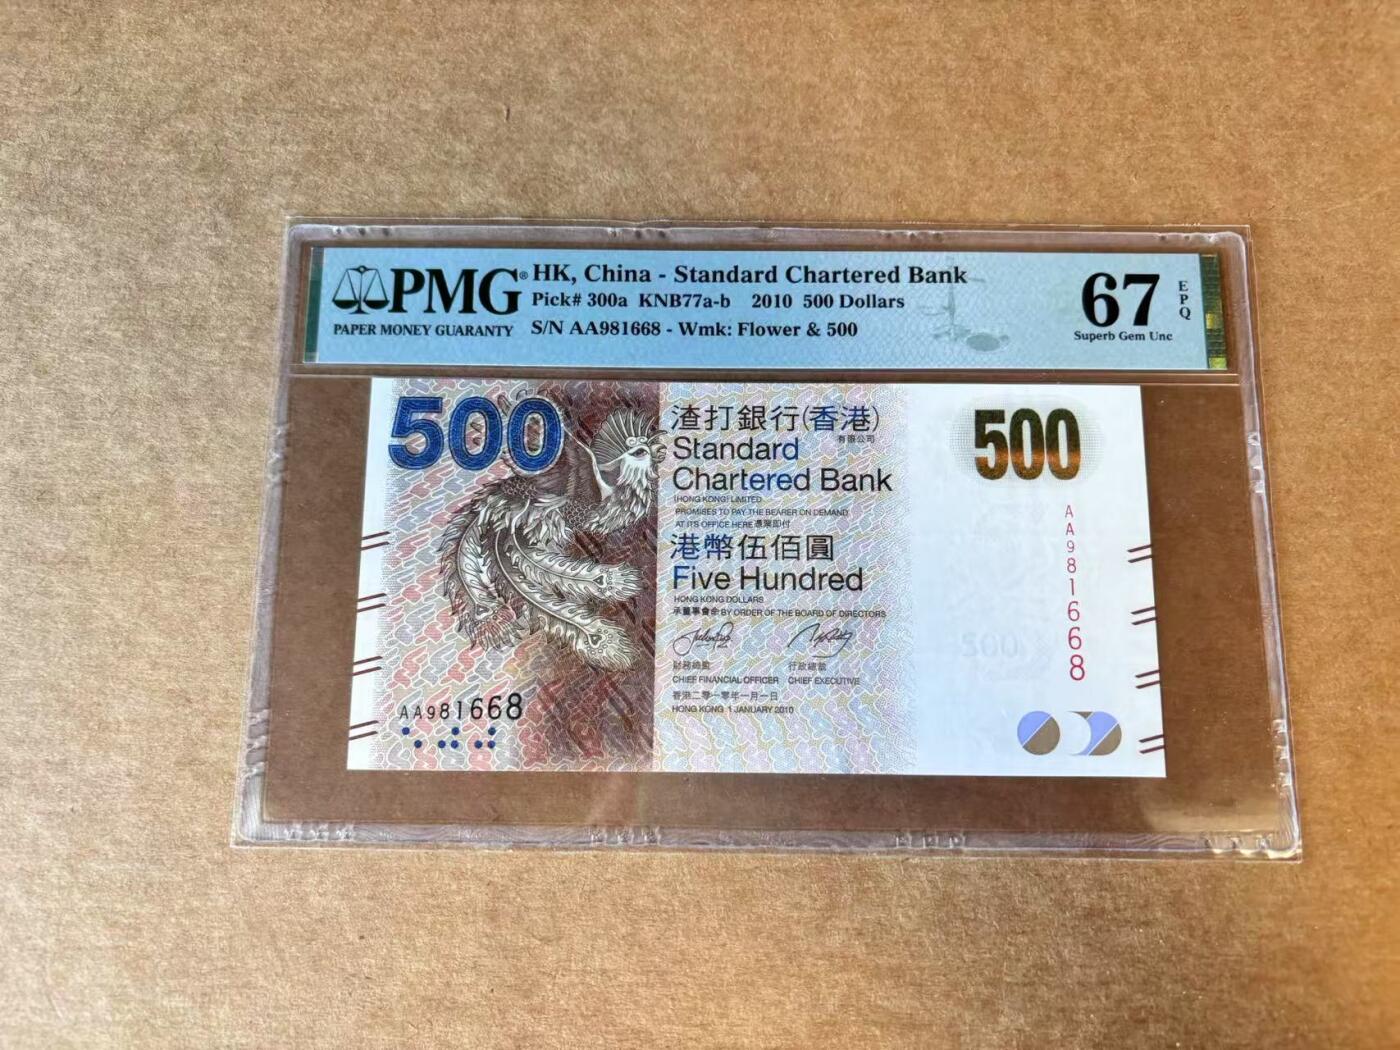 PMG®
PAPER MONEY GUARANTY
HK, China - Standard Chartered Bank
Pick# 300a KNB77a-b 2010 500 Dollars
S/N AA981668 - Wmk: Flower & 500
67
EPQ
Superb Gem Unc
500
渣打銀行(香港)
有限公司
Standard
Chartered Bank
(HONG KONG) LIMITED
PROMISES TO PAY THE BEARER ON DEMAND
AT ITS OFFICE HERE 憑票即付
港幣伍佰圓
Five Hundred
HONG KONG DOLLARS
承董事會命 BY ORDER OF THE BOARD OF DIRECTORS
財務總監 行政總裁
CHIEF FINANCIAL OFFICER CHIEF EXECUTIVE
香港二零一零年一月一日
HONG KONG 1 JANUARY 2010
AA981668
500
AA981668